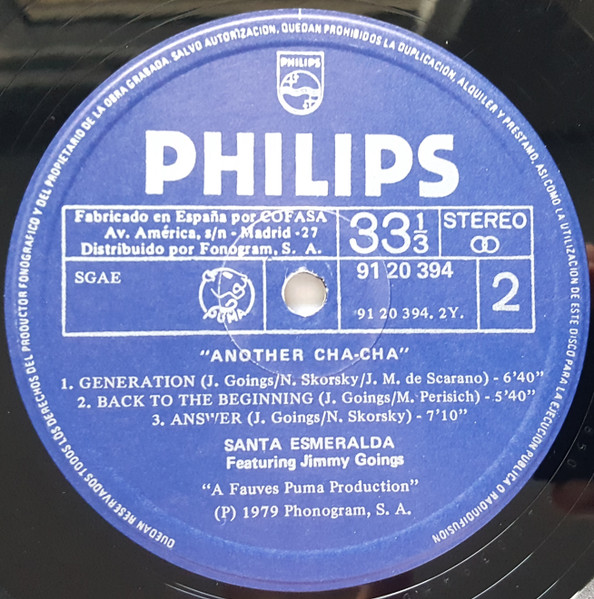 QUEDAN RESERVADOS TODOS LOS DERECHOS DEL PRODUCTOR FONOGRAFICO Y DEL PROPIETARIO DE LA OBRA GRABADA. SALVO AUTORIZACION, QUEDAN PROHIBIDOS LA DUPLICACION, ALQUILER Y PRESTAMO, ASI COMO LA UTILIZACION DE ESTE DISCO PARA LA EJECUCION PUBLICA O RADIODIFUSION
PHILIPS
PHILIPS
Fabricado en España por COFASA
Av. América, s/n - Madrid -27
Distribuido por Fonogram, S. A.
33 1/3
STEREO
SGAE
PUMA
91 20 394
91 20 394. 2Y.
2
"ANOTHER CHA-CHA"
1. GENERATION (J. Goings/N. Skorsky/J. M. de Scarano) - 6'40"
2. BACK TO THE BEGINNING (J. Goings/M. Perisich) - 5'40"
3. ANSWER (J. Goings/N. Skorsky) - 7'10"
SANTA ESMERALDA
Featuring Jimmy Goings
"A Fauves Puma Production"
(P) 1979 Phonogram, S. A.